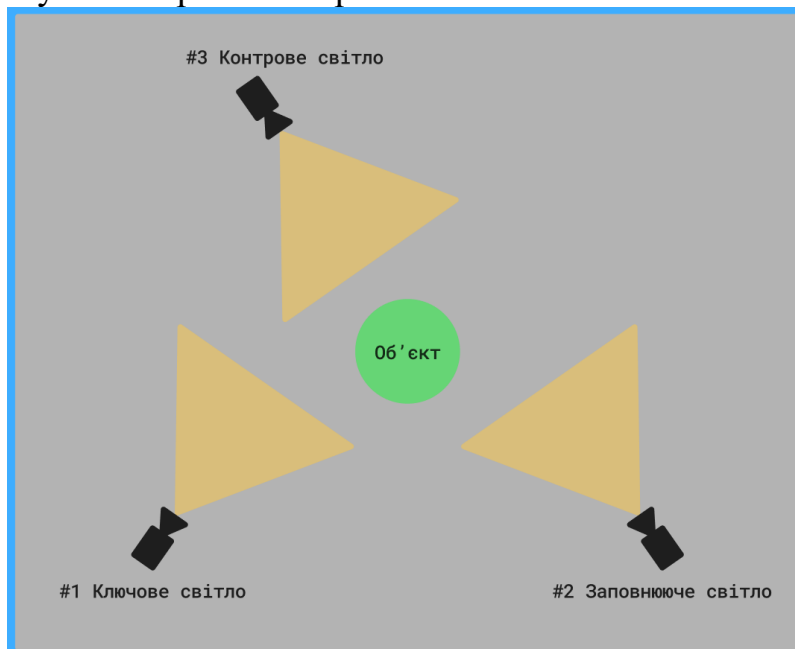 #3 Контрове світло
Об'єкт
#1 Ключове світло
#2 Заповнююче світло